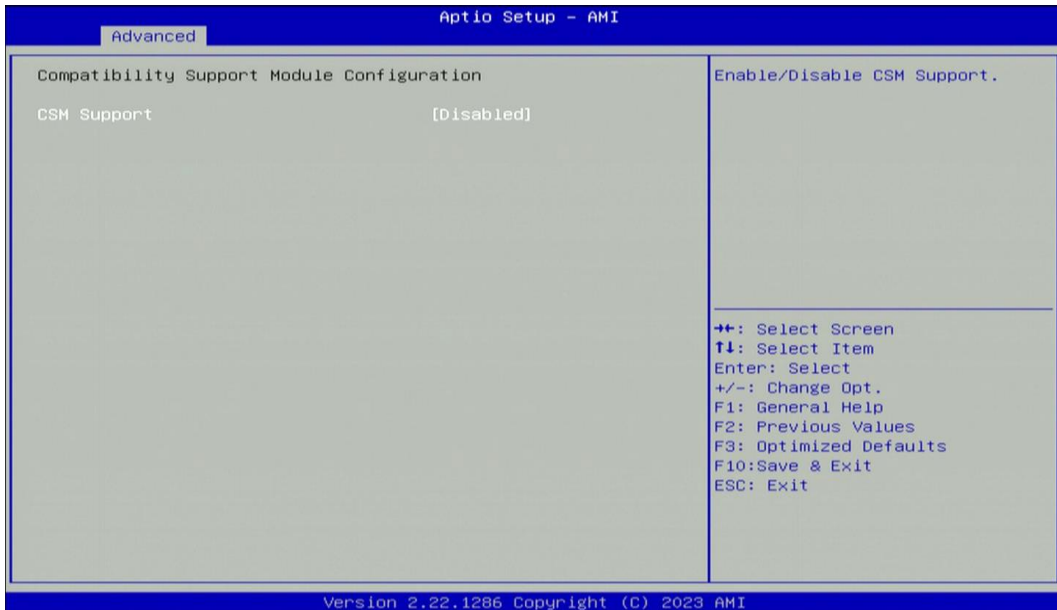 Aptio Setup – AMI
Advanced
Compatibility Support Module Configuration
CSM Support [Disabled]
Enable/Disable CSM Support.
→←: Select Screen
↑↓: Select Item
Enter: Select
+/-: Change Opt.
F1: General Help
F2: Previous Values
F3: Optimized Defaults
F10:Save & Exit
ESC: Exit
Version 2.22.1286 Copyright (C) 2023 AMI